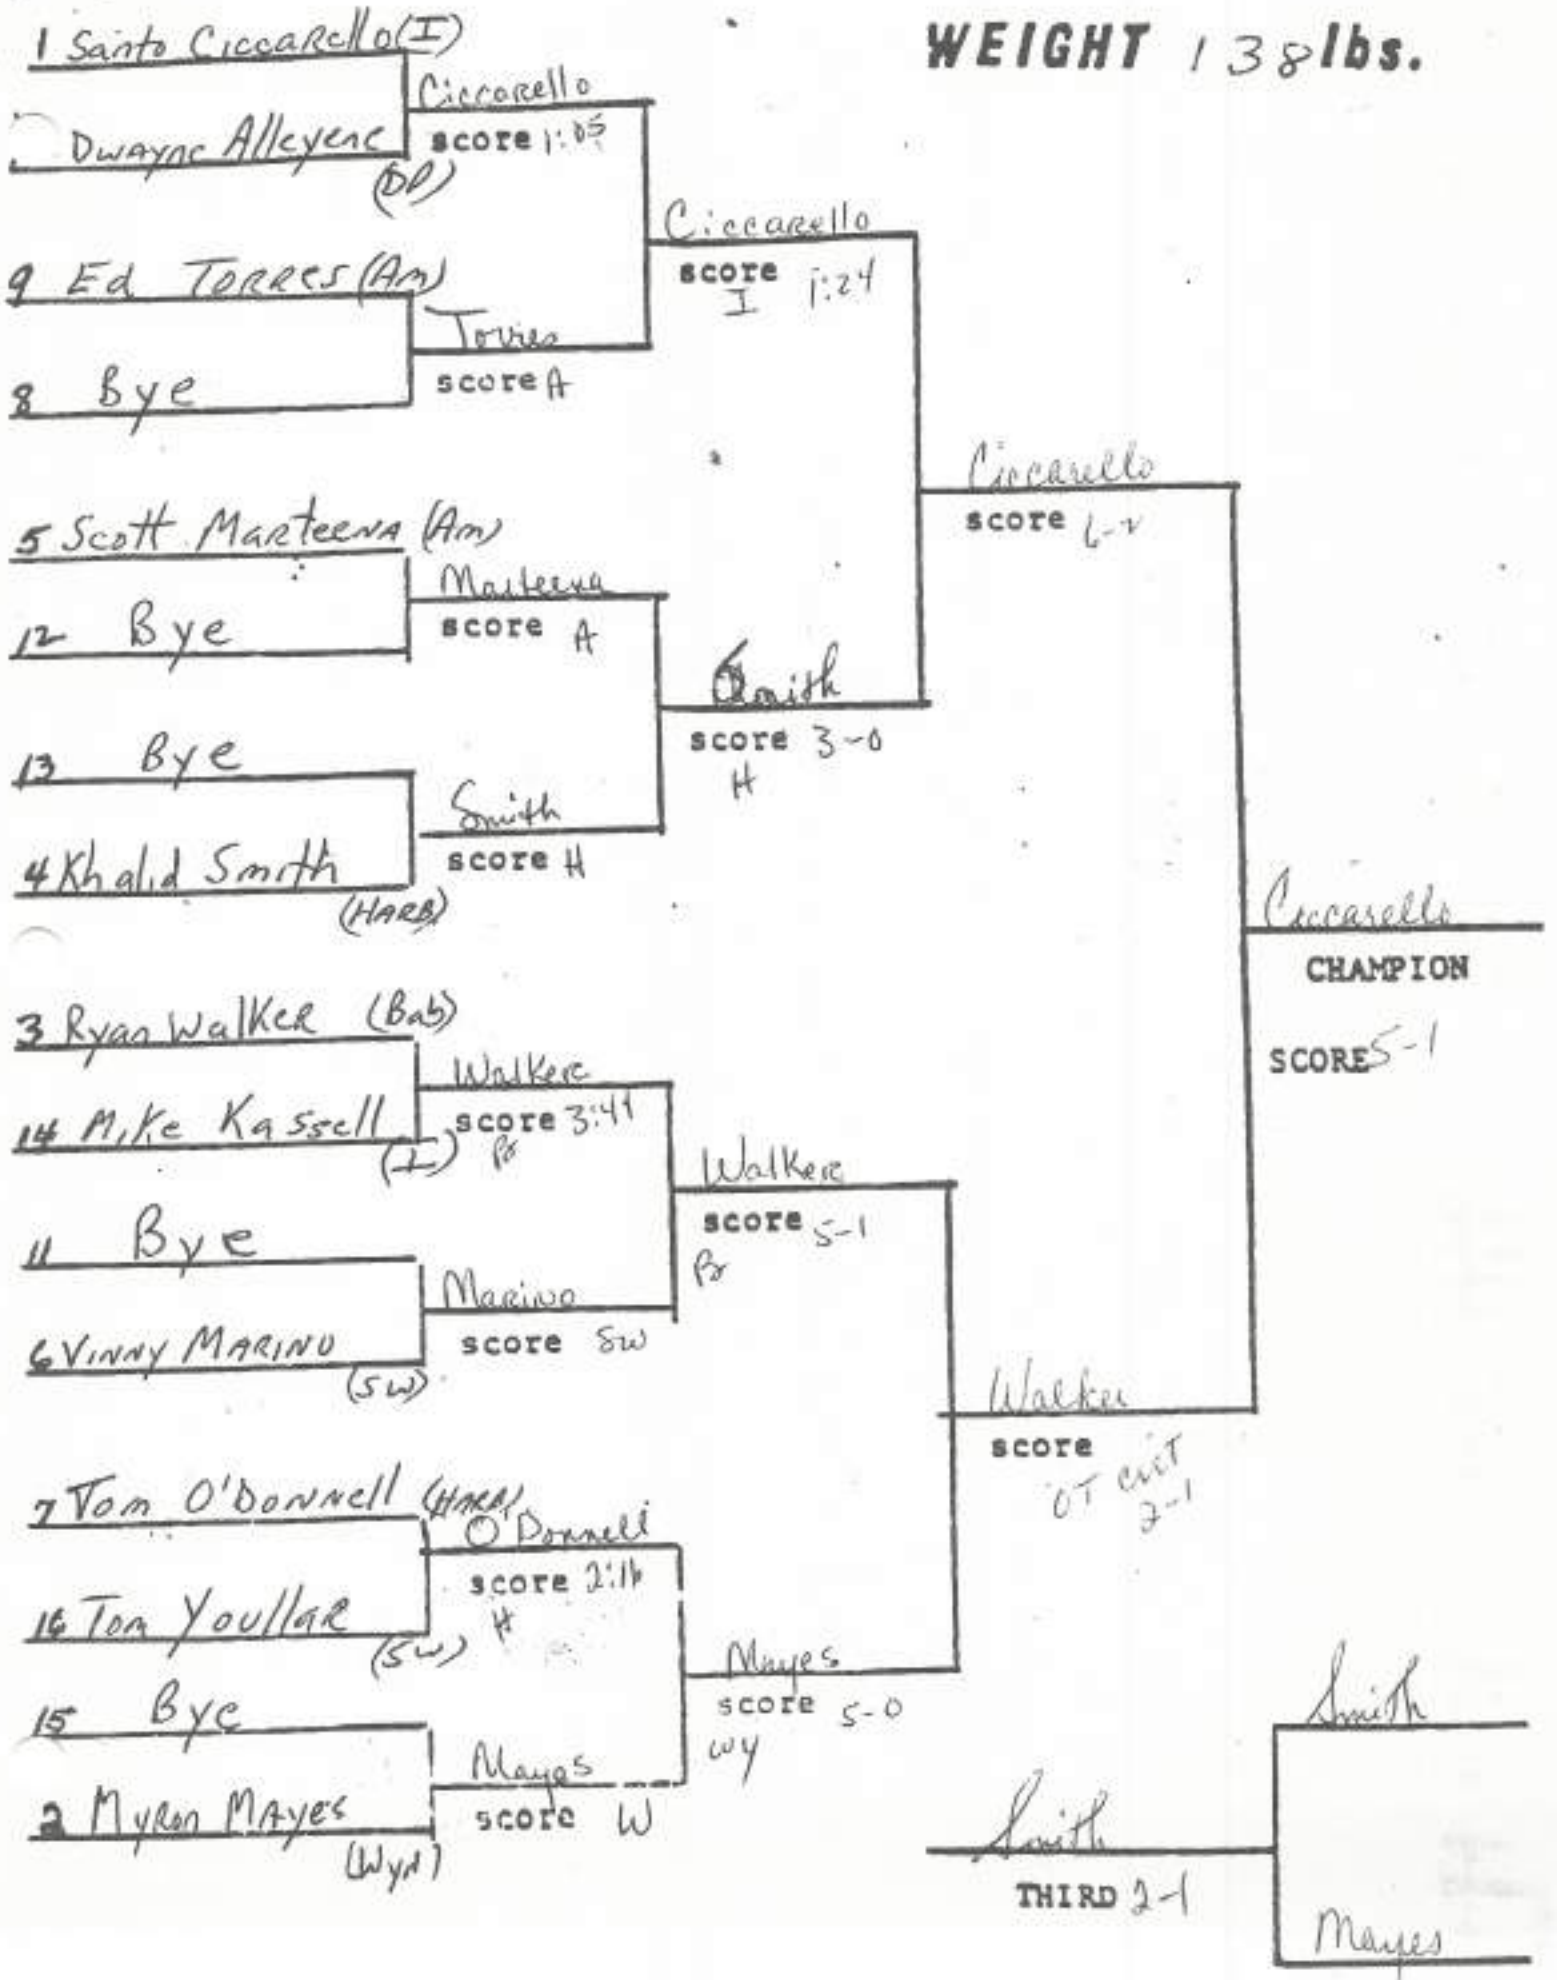 WEIGHT 138 lbs.
1 Santo Ciccarello (I)
Ciccarello
score 1:05
Dwayne Alleyene
(DP)
Ciccarello
score 1:24
I
9 Ed Torres (Am)
Torres
score A
8 Bye
Ciccarello
score 6-2
5 Scott Marteena (Am)
Marteena
score A
12 Bye
Smith
score 3-0
H
13 Bye
Smith
score H
4 Khalid Smith
(HARB)
Ciccarello
CHAMPION
SCORE 5-1
3 Ryan Walker (Bab)
Walker
score 3:41
14 Mike Kassell
(I)
Walker
score 5-1
11 Bye
Marino
score SW
6 Vinny Marino
(SW)
Walker
score
OT
2-1
7 Tom O'Donnell (HARB)
O'Donnell
score 2:16
H
16 Tom Youllar
(SW)
Mayes
score 5-0
Wy
15 Bye
Mayes
score W
2 Myron Mayes
(Wyn)
Smith
Smith
THIRD 2-1
Mayes